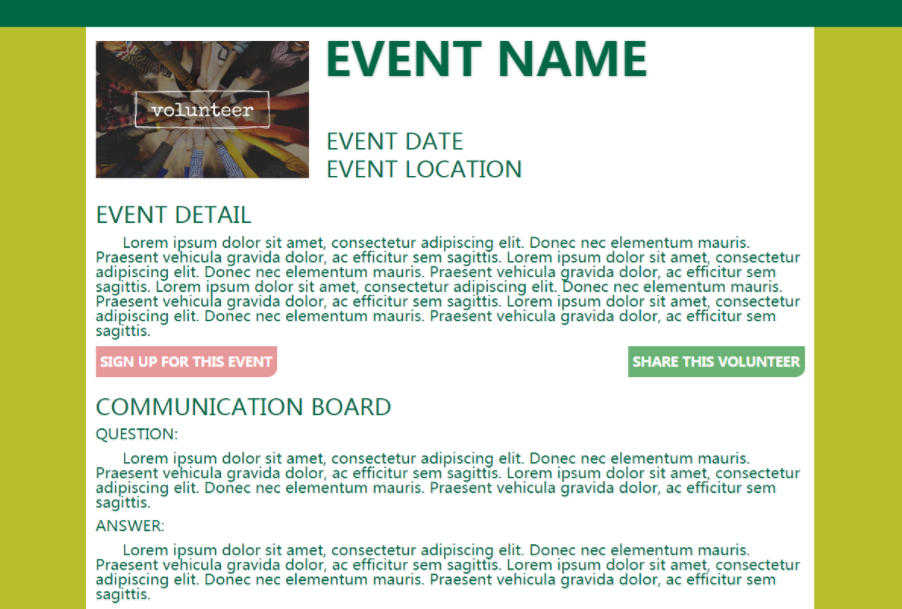 EVENT NAME
volunteer
EVENT DATE
EVENT LOCATION
EVENT DETAIL
Lorem ipsum dolor sit amet, consectetur adipiscing elit. Donec nec elementum mauris.
Praesent vehicula gravida dolor, ac efficitur sem sagittis. Lorem ipsum dolor sit amet, consectetur
adipiscing elit. Donec nec elementum mauris. Praesent vehicula gravida dolor, ac efficitur sem
sagittis. Lorem ipsum dolor sit amet, consectetur adipiscing elit. Donec nec elementum mauris.
Praesent vehicula gravida dolor, ac efficitur sem sagittis. Lorem ipsum dolor sit amet, consectetur
adipiscing elit. Donec nec elementum mauris. Praesent vehicula gravida dolor, ac efficitur sem
sagittis.
SIGN UP FOR THIS EVENT
SHARE THIS VOLUNTEER
COMMUNICATION BOARD
QUESTION:
Lorem ipsum dolor sit amet, consectetur adipiscing elit. Donec nec elementum mauris.
Praesent vehicula gravida dolor, ac efficitur sem sagittis. Lorem ipsum dolor sit amet, consectetur
adipiscing elit. Donec nec elementum mauris. Praesent vehicula gravida dolor, ac efficitur sem
sagittis.
ANSWER:
Lorem ipsum dolor sit amet, consectetur adipiscing elit. Donec nec elementum mauris.
Praesent vehicula gravida dolor, ac efficitur sem sagittis. Lorem ipsum dolor sit amet, consectetur
adipiscing elit. Donec nec elementum mauris. Praesent vehicula gravida dolor, ac efficitur sem
sagittis.